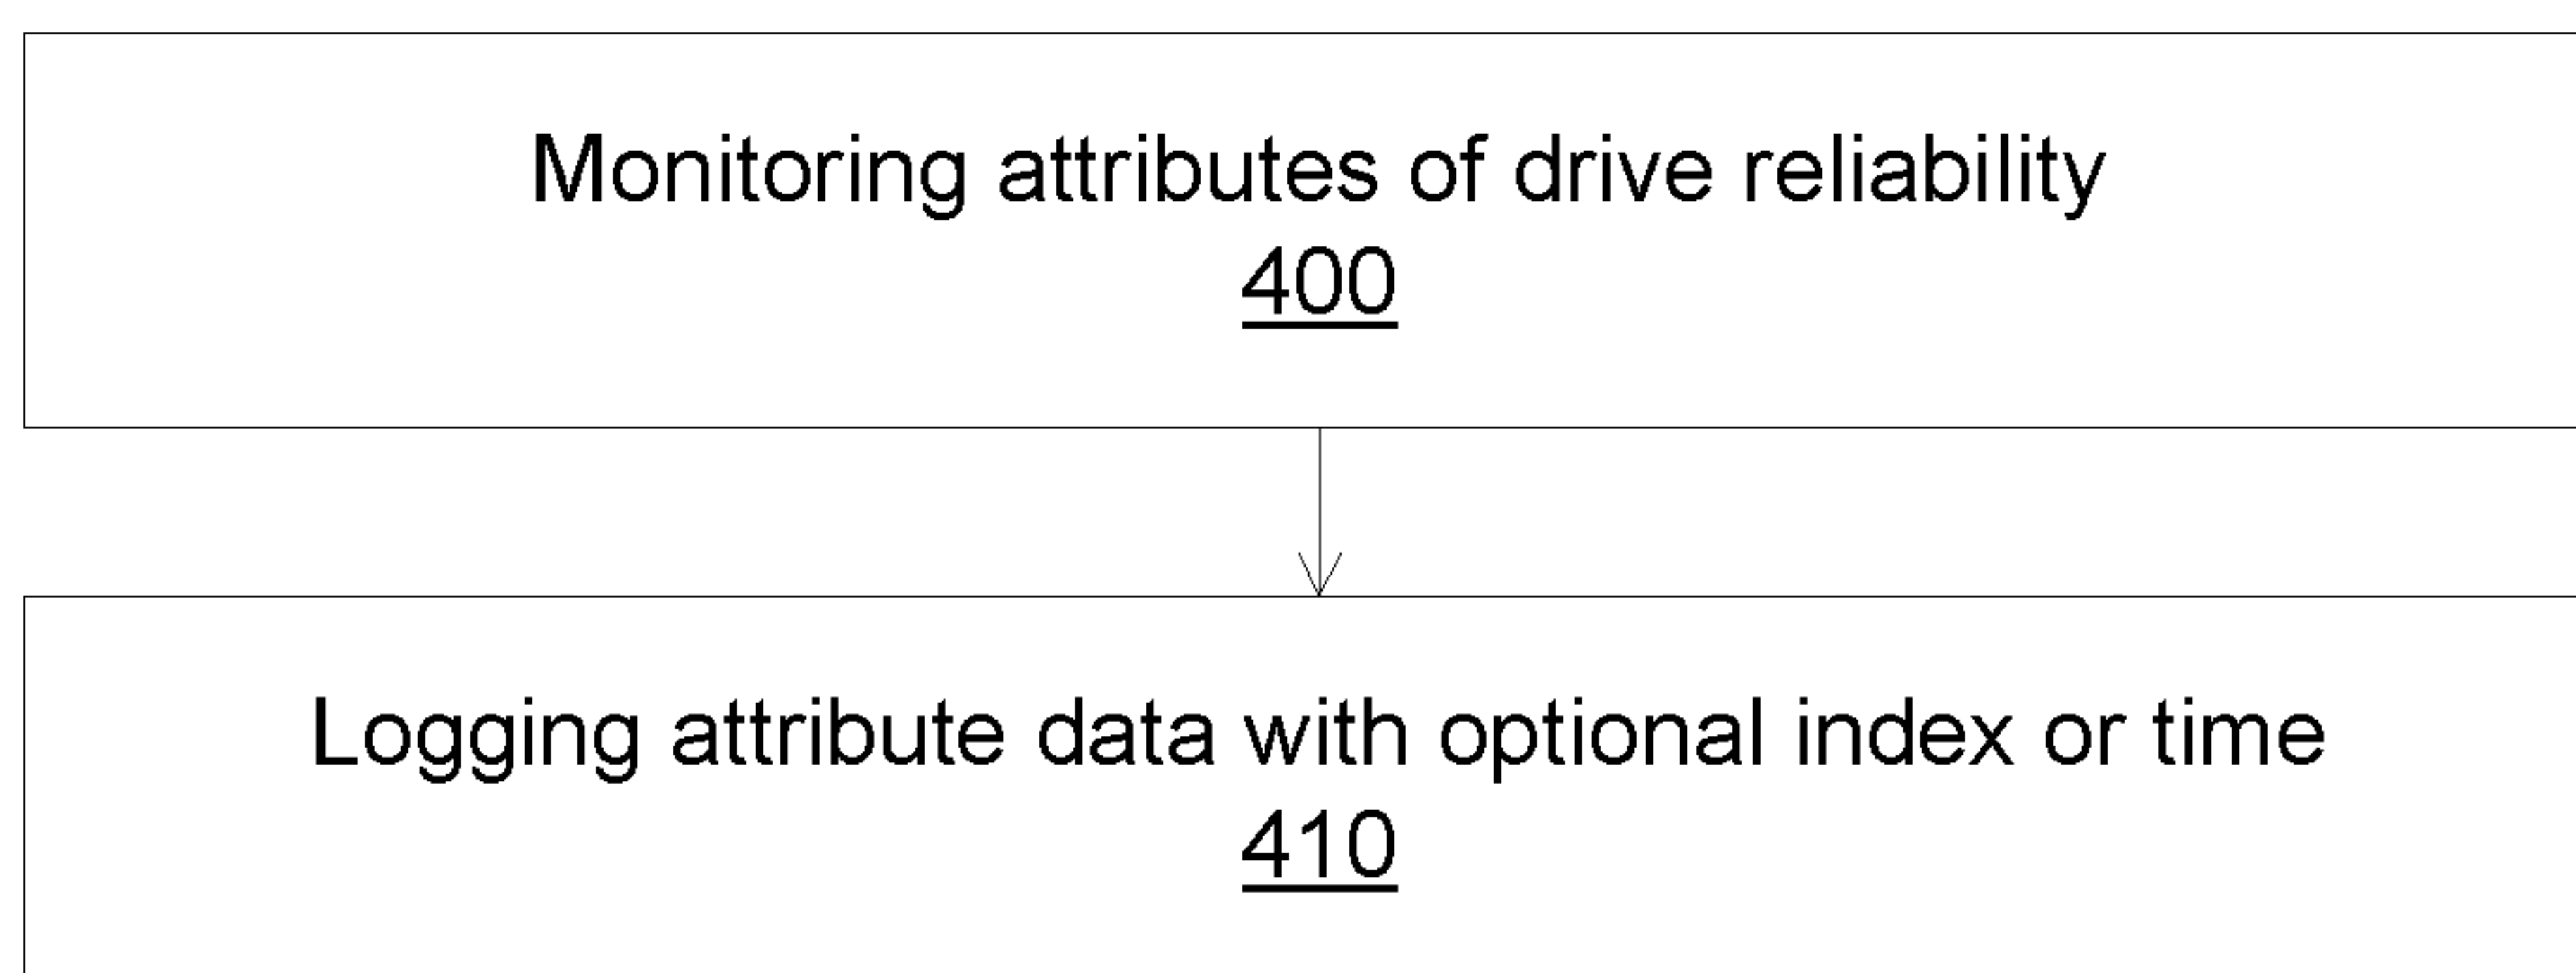 Monitoring attributes of drive reliability
400
Logging attribute data with optional index or time
410